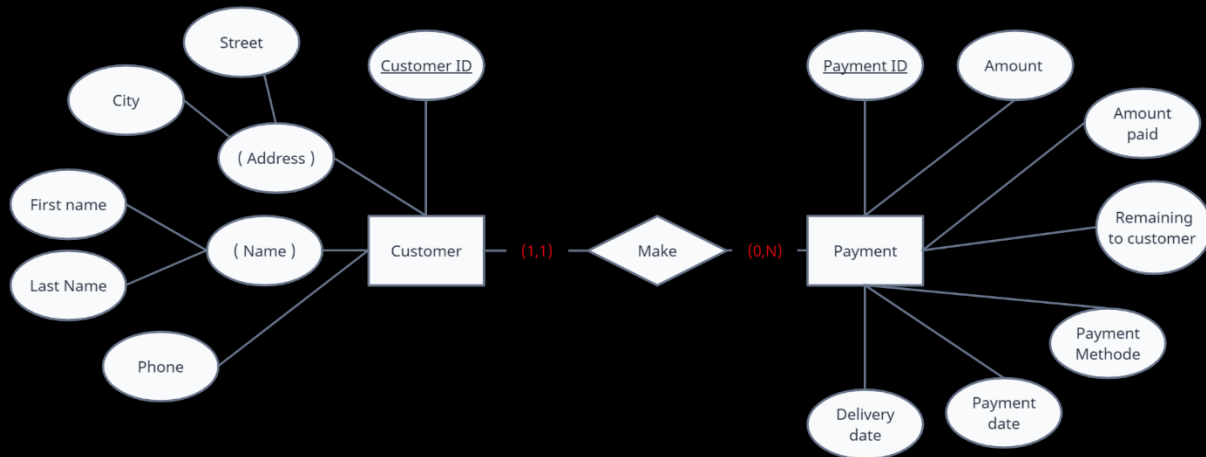 Street
Customer ID
City
( Address )
First name
( Name )
Last Name
Phone
Customer
(1,1)
Make
(0,N)
Payment
Payment ID
Amount
Amount
paid
Remaining
to customer
Payment
Methode
Payment
date
Delivery
date